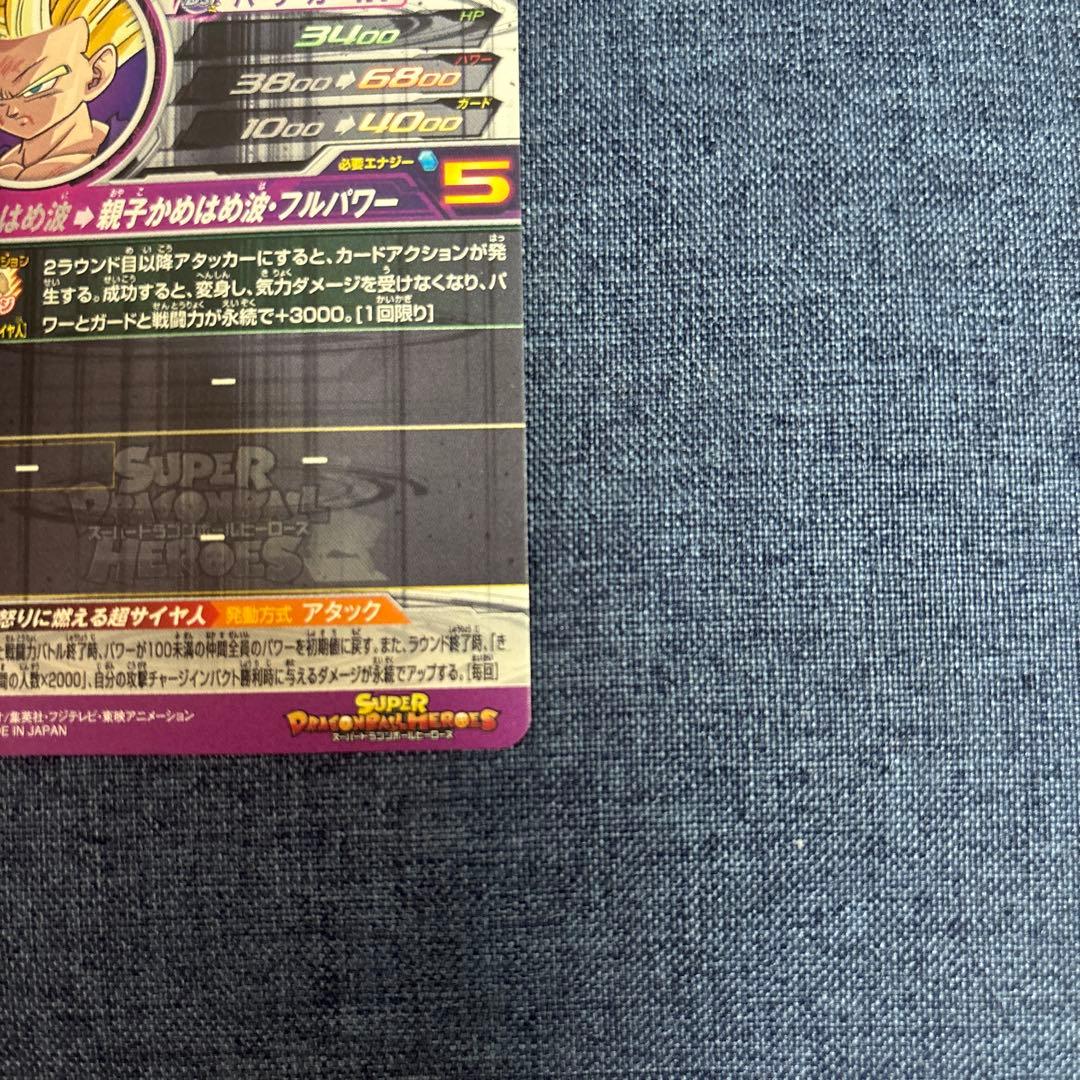 HP
3400
パワー
3800 ➡ 6800
ガード
1000 ➡ 4000
必要エナジー 5
はめ波➡親子かめはめ波・フルパワー
2ラウンド目以降アタッカーにすると、カードアクションが発
生する。成功すると、変身し、気力ダメージを受けなくなり、パ
ワーとガードと戦闘力が永続で+3000。[1回限り]
ー
ー ー
SUPER
DRAGONBALL
スーパードラゴンボールヒーローズ
ー
HEROES
怒りに燃える超サイヤ人 発動方式 アタック
と戦闘力バトル終了時、パワーが100未満の仲間全員のパワーを初期値に戻す。また、ラウンド終了時、「き
間の人数×2000」、自分の攻撃チャージインパクト勝利時に与えるダメージが永続でアップする。[毎回]
/集英社・フジテレビ・東映アニメーション
DE IN JAPAN
SUPER
DRAGONBALL HEROES
スーパードラゴンボールヒーローズ